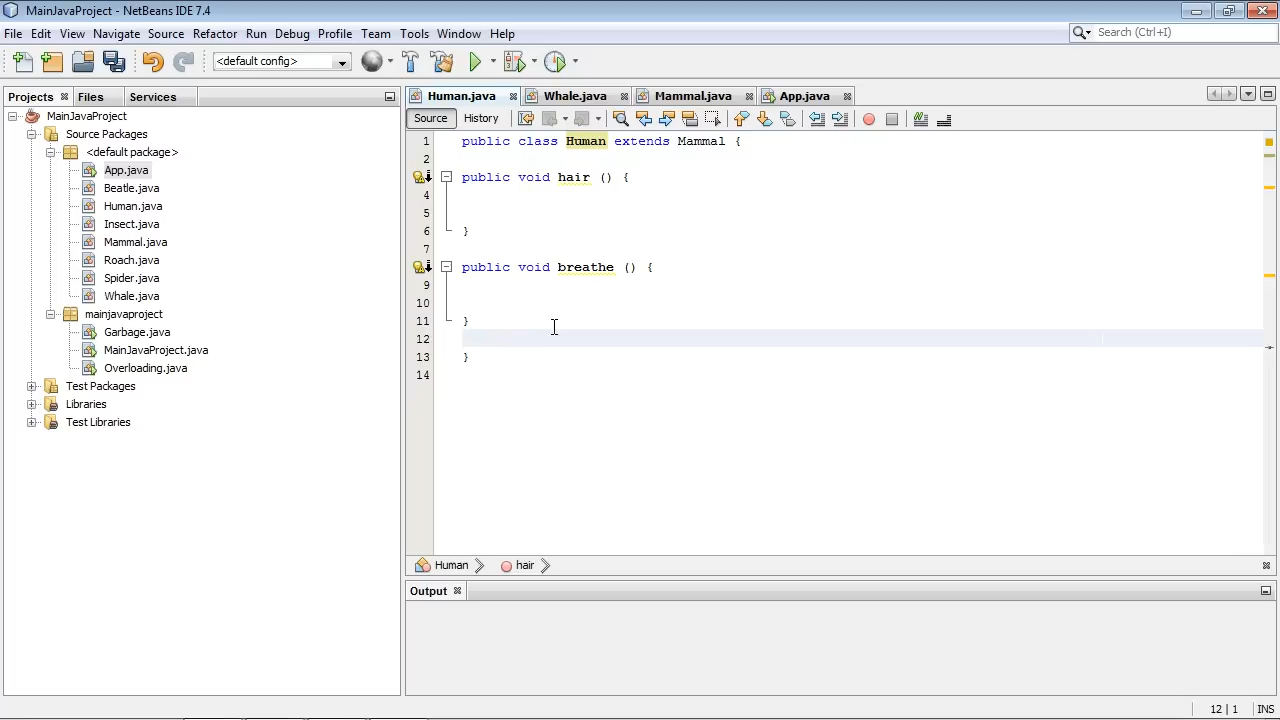 MainJavaProject - NetBeans IDE 7.4
File Edit View Navigate Source Refactor Run Debug Profile Team Tools Window Help
Search (Ctrl+I)
<default config>
Projects Files Services
MainJavaProject
Source Packages
<default package>
App.java
Beatle.java
Human.java
Insect.java
Mammal.java
Roach.java
Spider.java
Whale.java
mainjavaproject
Garbage.java
MainJavaProject.java
Overloading.java
Test Packages
Libraries
Test Libraries
Human.java Whale.java Mammal.java App.java
Source History
1 public class Human extends Mammal {
2
public void hair () {
4
5
6 }
7
public void breathe () {
9
10
11 }
12
13 }
14
Human hair
Output
12 | 1 INS